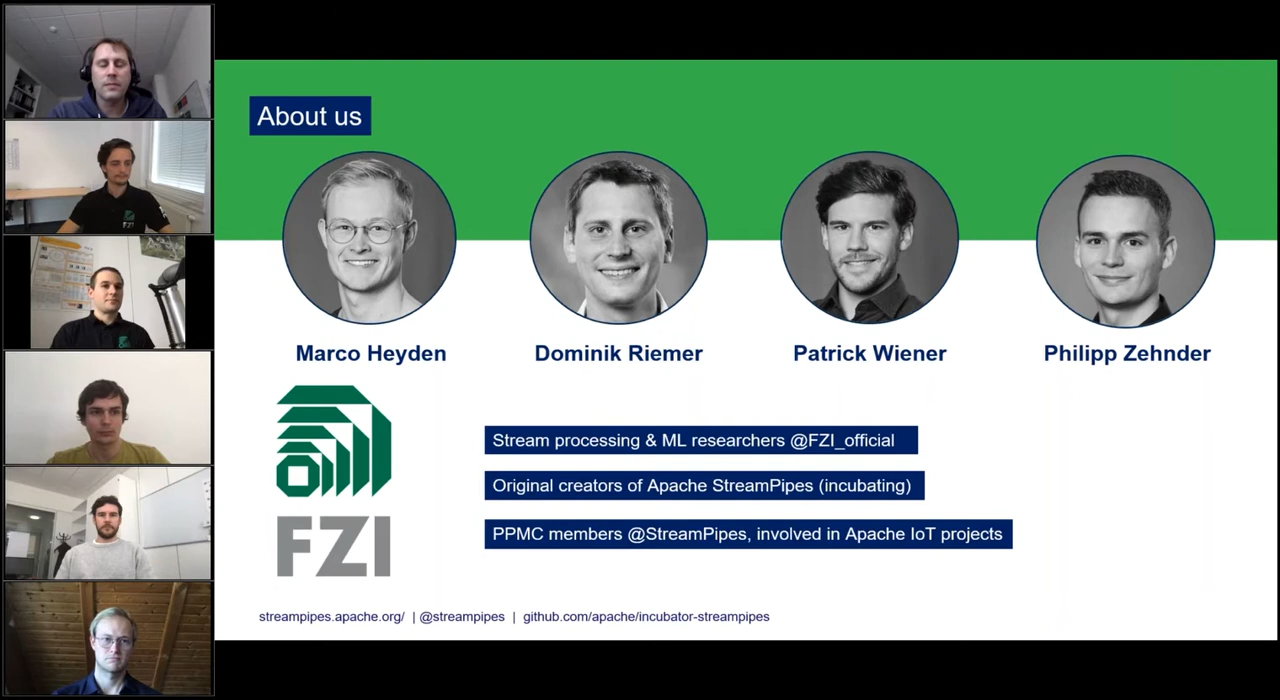 About us
Marco Heyden
Dominik Riemer
Patrick Wiener
Philipp Zehnder
Stream processing & ML researchers @FZI_official
Original creators of Apache StreamPipes (incubating)
PPMC members @StreamPipes, involved in Apache IoT projects
FZI
streampipes.apache.org/ | @streampipes | github.com/apache/incubator-streampipes